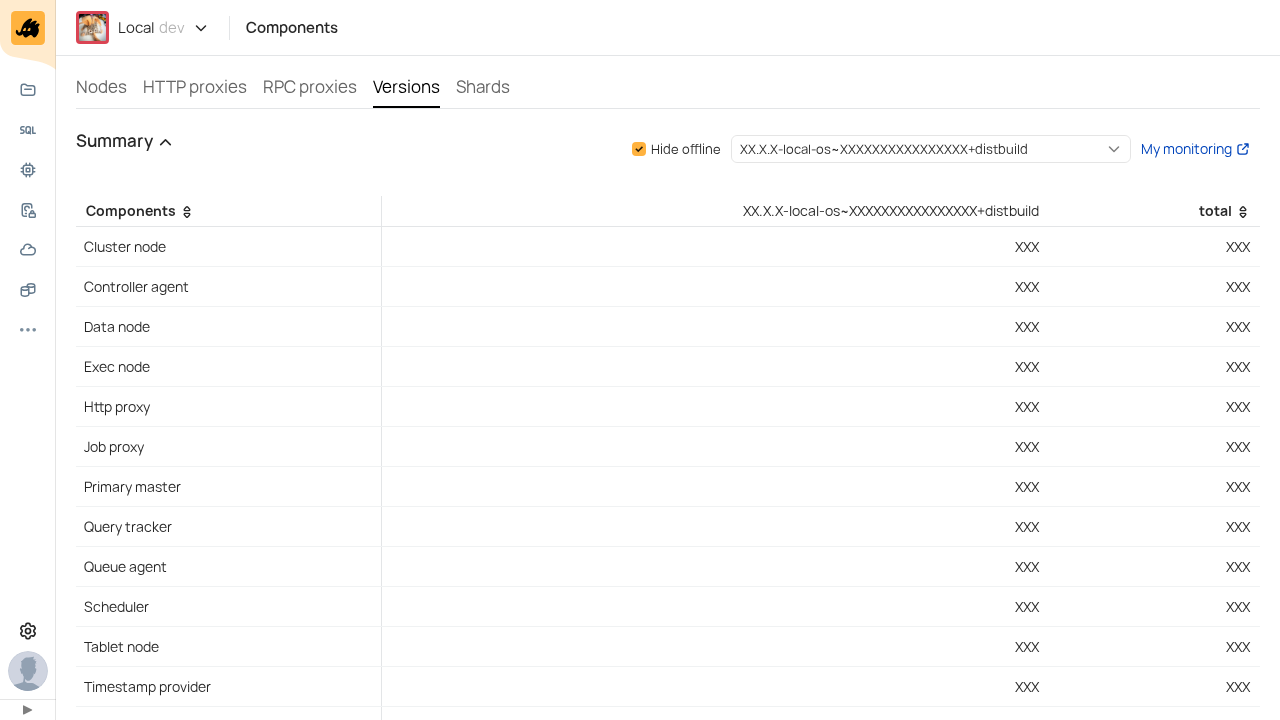 Local dev
Components
Nodes HTTP proxies RPC proxies Versions Shards
Summary
Hide offline XX.X.X-local-os~XXXXXXXXXXXXXXXX+distbuild My monitoring
SQL
Components XX.X.X-local-os~XXXXXXXXXXXXXXXX+distbuild total
Cluster node XXX XXX
Controller agent XXX XXX
Data node XXX XXX
Exec node XXX XXX
Http proxy XXX XXX
Job proxy XXX XXX
Primary master XXX XXX
Query tracker XXX XXX
Queue agent XXX XXX
Scheduler XXX XXX
Tablet node XXX XXX
Timestamp provider XXX XXX